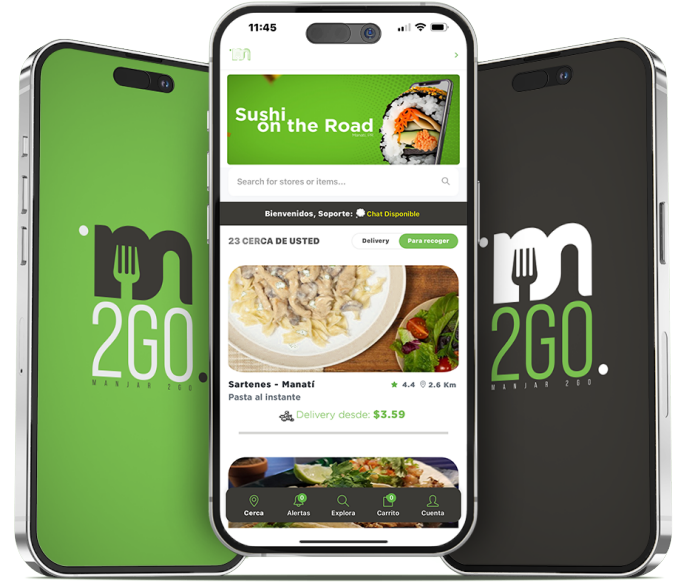 11:45
m
Sushi
on the Road
Search for stores or items...
Bienvenidos, Soporte: Chat Disponible
23 CERCA DE USTED
Delivery
Para recoger
Sartenes - Manatí
4.4
2.6 Km
Pasta al instante
Delivery desde: $3.59
Cerca
0
Alertas
Explora
0
Carrito
Cuenta
m
2GO
MANJAR 2GO
m
2GO
MANJAR 2GO